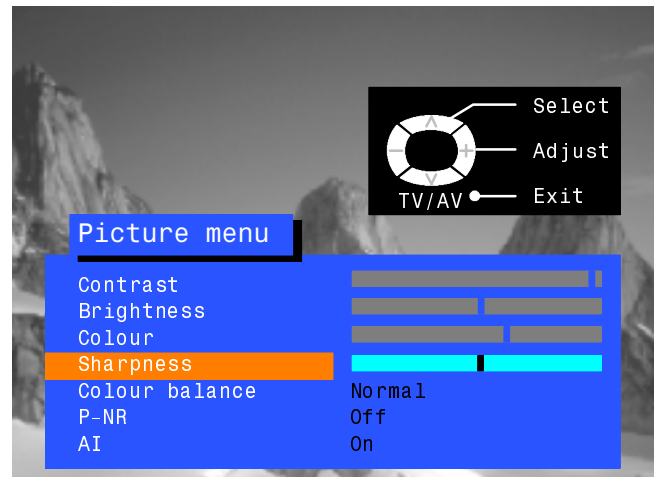 Select
Adjust
TV/AV Exit
Picture menu
Contrast
Brightness
Colour
Sharpness
Colour balance Normal
P-NR Off
AI On